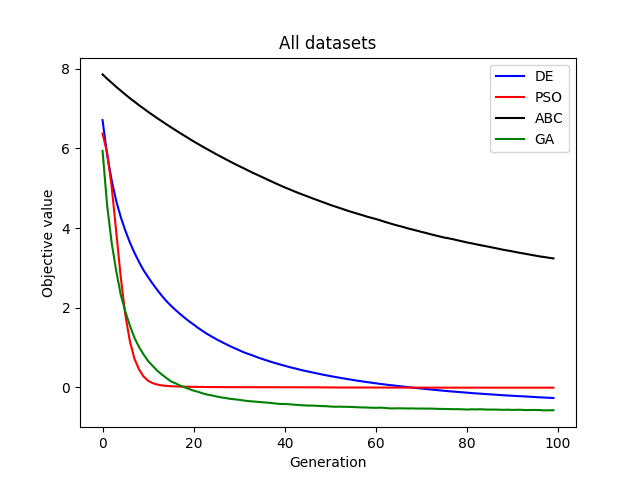 All datasets
Objective value
8
6
4
2
0
DE
PSO
ABC
GA
0 20 40 60 80 100
Generation